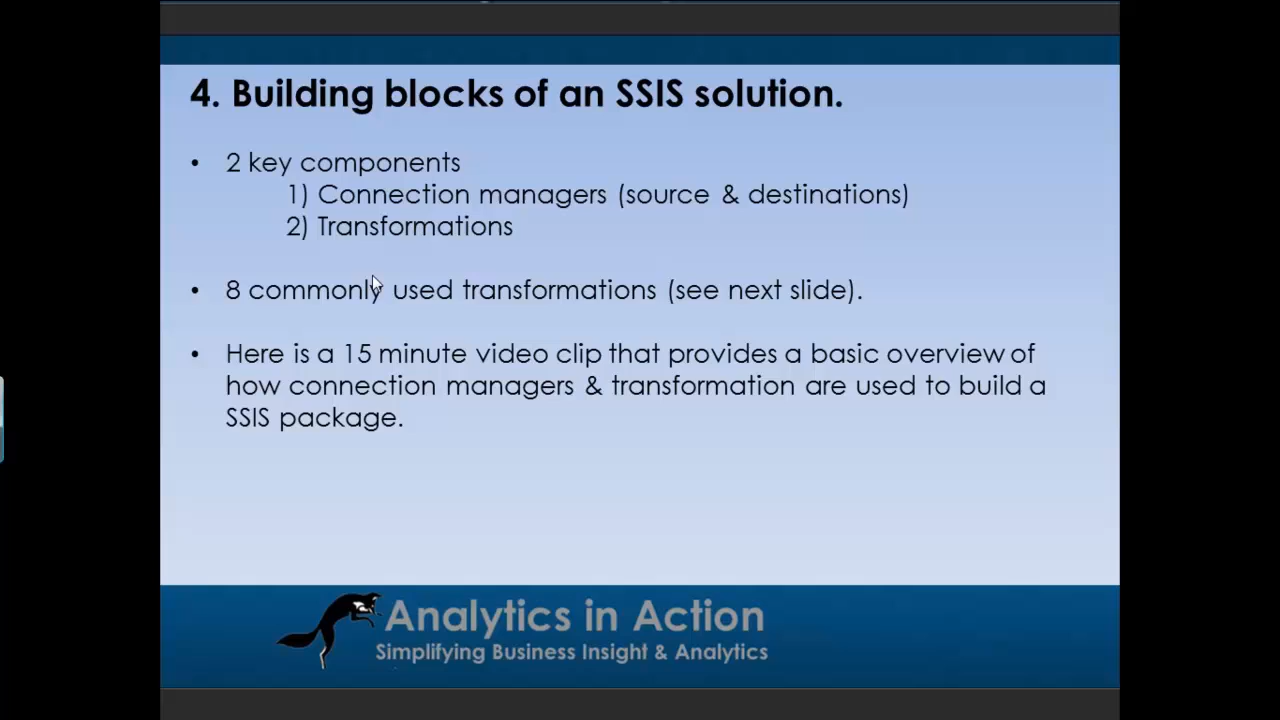 4. Building blocks of an SSIS solution.
• 2 key components
1) Connection managers (source & destinations)
2) Transformations
• 8 commonly used transformations (see next slide).
• Here is a 15 minute video clip that provides a basic overview of
how connection managers & transformation are used to build a
SSIS package.
Analytics in Action
Simplifying Business Insight & Analytics